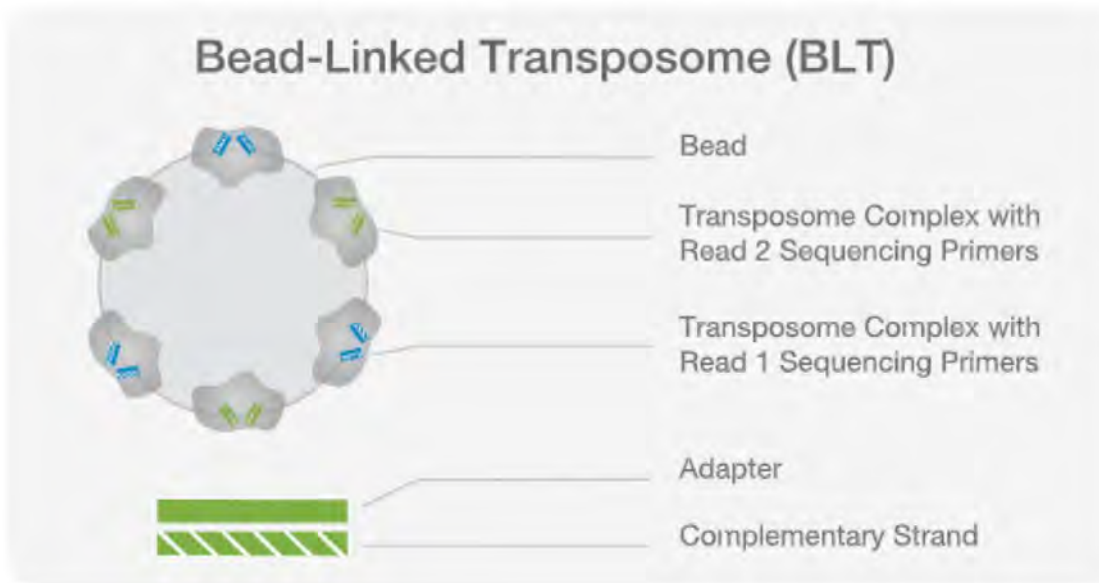 Bead-Linked Transposome (BLT)
Bead
Transposome Complex with
Read 2 Sequencing Primers
Transposome Complex with
Read 1 Sequencing Primers
Adapter
Complementary Strand